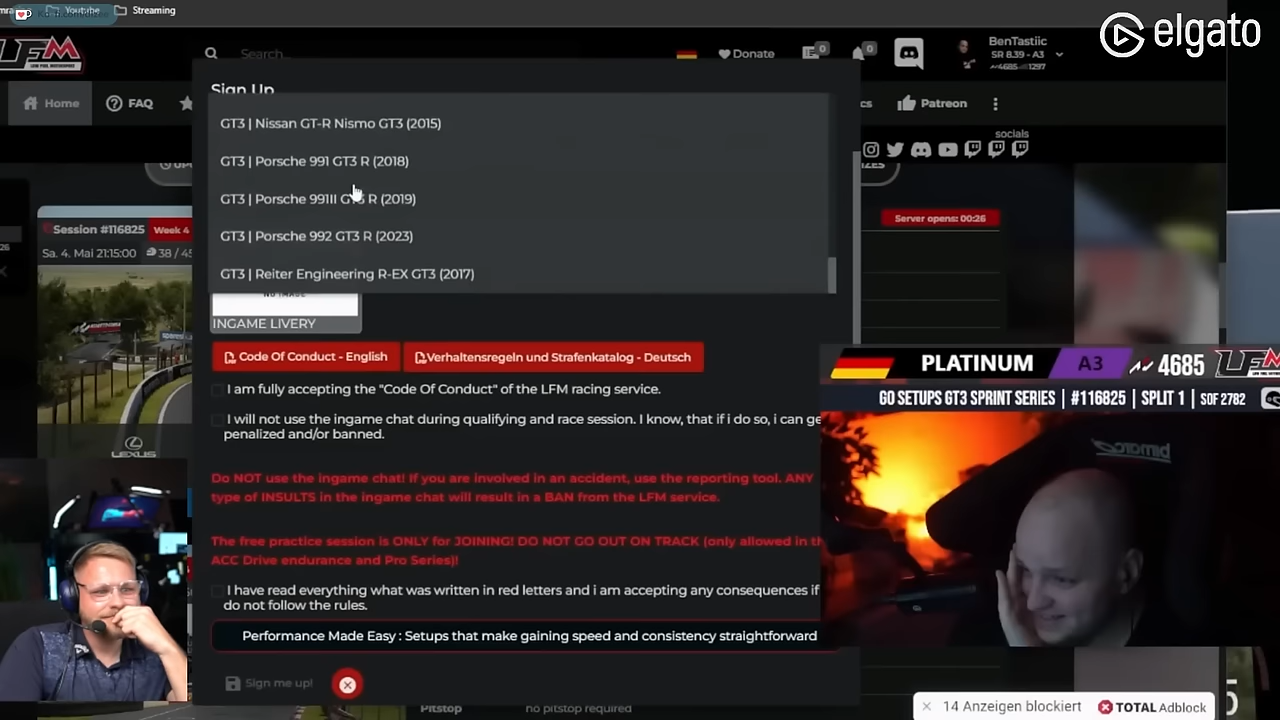 Youtube
Streaming
elgato
LFM
Search...
Donate
0
0
BenTastiic
SR 8.39 - A3
4685 1297
Home
FAQ
Patreon
Sign Up
socials
GT3 | Nissan GT-R Nismo GT3 (2015)
GT3 | Porsche 991 GT3 R (2018)
GT3 | Porsche 991II GT3 R (2019)
GT3 | Porsche 992 GT3 R (2023)
GT3 | Reiter Engineering R-EX GT3 (2017)
Session #116825
Week 4
Sa. 4. Mai 21:15:00
38 / 45
Server opens: 00:26
INGAME LIVERY
Code Of Conduct - English
Verhaltensregeln und Strafenkatalog - Deutsch
I am fully accepting the "Code Of Conduct" of the LFM racing service.
I will not use the ingame chat during qualifying and race session. I know, that if i do so, i can ge
penalized and/or banned.
Do NOT use the ingame chat! If you are involved in an accident, use the reporting tool. ANY
type of INSULTS in the ingame chat will result in a BAN from the LFM service.
The free practice session is ONLY for JOINING! DO NOT GO OUT ON TRACK (only allowed in th
ACC Drive endurance and Pro Series)!
I have read everything what was written in red letters and i am accepting any consequences if
do not follow the rules.
Performance Made Easy : Setups that make gaining speed and consistency straightforward
Sign me up!
Pitstop
no pitstop required
LEXUS
PLATINUM
A3
4685
LFM
GO SETUPS GT3 SPRINT SERIES | #116825 | SPLIT 1 | SOF 2782
14 Anzeigen blockiert
TOTAL Adblock